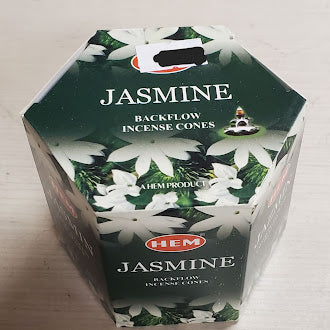 JASMINE
BACKFLOW
INCENSE CONES
A HEM PRODUCT
HEM
JASMINE
BACKFLOW
INCENSE CONES